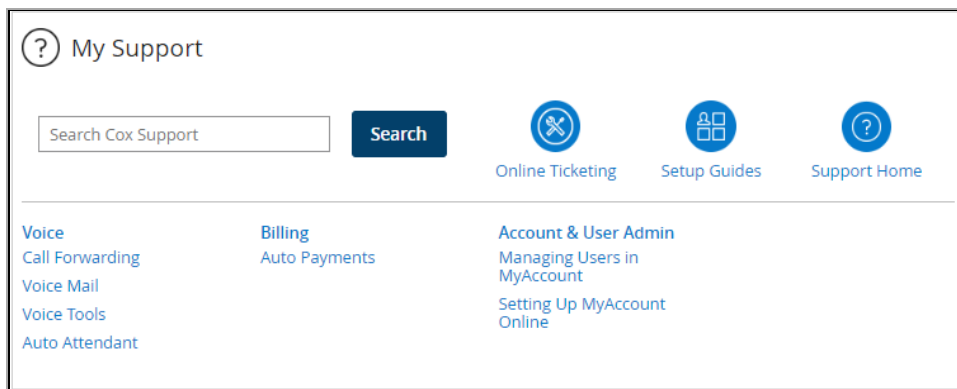 ? My Support
Search Cox Support
Search
Online Ticketing
Setup Guides
? Support Home
Voice
Call Forwarding
Voice Mail
Voice Tools
Auto Attendant
Billing
Auto Payments
Account & User Admin
Managing Users in
MyAccount
Setting Up MyAccount
Online